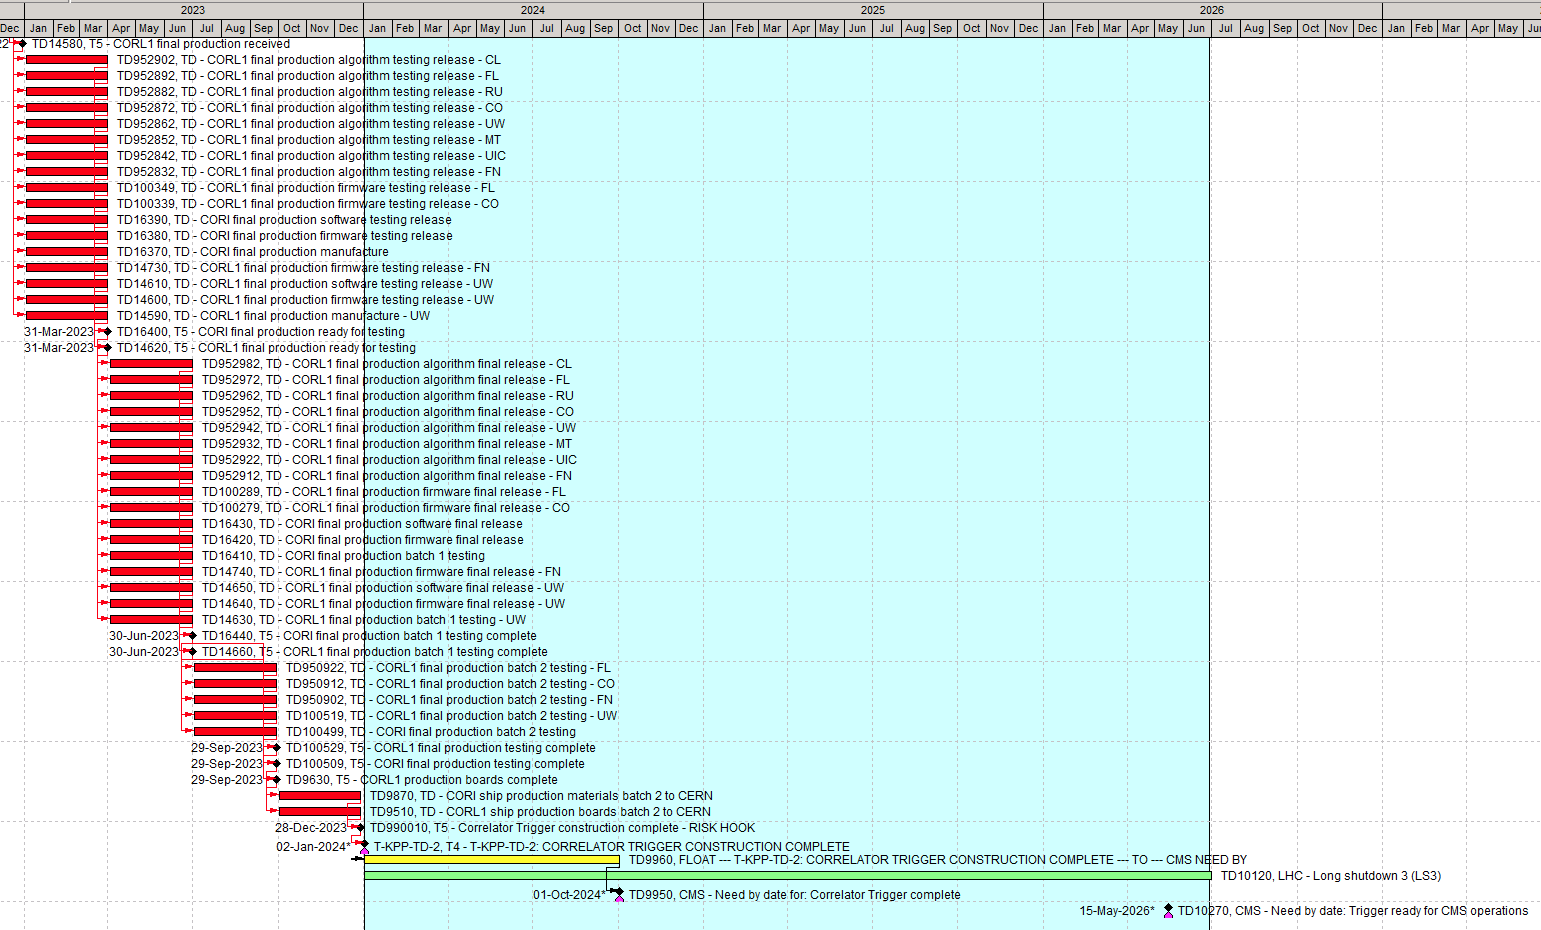 2023 2024 2025 2026
Dec Jan Feb Mar Apr May Jun Jul Aug Sep Oct Nov Dec Jan Feb Mar Apr May Jun Jul Aug Sep Oct Nov Dec Jan Feb Mar Apr May Jun Jul Aug Sep Oct Nov Dec Jan Feb Mar Apr May Jun Jul Aug Sep Oct Nov Dec Jan Feb Mar Apr May Jun
22 TD14580, T5 - CORL1 final production received
TD952902, TD - CORL1 final production algorithm testing release - CL
TD952892, TD - CORL1 final production algorithm testing release - FL
TD952882, TD - CORL1 final production algorithm testing release - RU
TD952872, TD - CORL1 final production algorithm testing release - CO
TD952862, TD - CORL1 final production algorithm testing release - UW
TD952852, TD - CORL1 final production algorithm testing release - MT
TD952842, TD - CORL1 final production algorithm testing release - UIC
TD952832, TD - CORL1 final production algorithm testing release - FN
TD100349, TD - CORL1 final production firmware testing release - FL
TD100339, TD - CORL1 final production firmware testing release - CO
TD16390, TD - CORI final production software testing release
TD16380, TD - CORI final production firmware testing release
TD16370, TD - CORI final production manufacture
TD14730, TD - CORL1 final production firmware testing release - FN
TD14610, TD - CORL1 final production software testing release - UW
TD14600, TD - CORL1 final production firmware testing release - UW
TD14590, TD - CORL1 final production manufacture - UW
31-Mar-2023 TD16400, T5 - CORI final production ready for testing
31-Mar-2023 TD14620, T5 - CORL1 final production ready for testing
TD952982, TD - CORL1 final production algorithm final release - CL
TD952972, TD - CORL1 final production algorithm final release - FL
TD952962, TD - CORL1 final production algorithm final release - RU
TD952952, TD - CORL1 final production algorithm final release - CO
TD952942, TD - CORL1 final production algorithm final release - UW
TD952932, TD - CORL1 final production algorithm final release - MT
TD952922, TD - CORL1 final production algorithm final release - UIC
TD952912, TD - CORL1 final production algorithm final release - FN
TD100289, TD - CORL1 final production firmware final release - FL
TD100279, TD - CORL1 final production firmware final release - CO
TD16430, TD - CORI final production software final release
TD16420, TD - CORI final production firmware final release
TD16410, TD - CORI final production batch 1 testing
TD14740, TD - CORL1 final production firmware final release - FN
TD14650, TD - CORL1 final production software final release - UW
TD14640, TD - CORL1 final production firmware final release - UW
TD14630, TD - CORL1 final production batch 1 testing - UW
30-Jun-2023 TD16440, T5 - CORI final production batch 1 testing complete
30-Jun-2023 TD14660, T5 - CORL1 final production batch 1 testing complete
TD950922, TD - CORL1 final production batch 2 testing - FL
TD950912, TD - CORL1 final production batch 2 testing - CO
TD950902, TD - CORL1 final production batch 2 testing - FN
TD100519, TD - CORL1 final production batch 2 testing - UW
TD100499, TD - CORI final production batch 2 testing
29-Sep-2023 TD100529, T5 - CORL1 final production testing complete
29-Sep-2023 TD100509, T5 - CORI final production testing complete
29-Sep-2023 TD9630, T5 - CORL1 production boards complete
TD9870, TD - CORI ship production materials batch 2 to CERN
TD9510, TD - CORL1 ship production boards batch 2 to CERN
28-Dec-2023 TD990010, T5 - Correlator Trigger construction complete - RISK HOOK
02-Jan-2024* T-KPP-TD-2, T4 - T-KPP-TD-2: CORRELATOR TRIGGER CONSTRUCTION COMPLETE
TD9960, FLOAT --- T-KPP-TD-2: CORRELATOR TRIGGER CONSTRUCTION COMPLETE --- TO --- CMS NEED BY
TD10120, LHC - Long shutdown 3 (LS3)
01-Oct-2024* TD9950, CMS - Need by date for: Correlator Trigger complete
15-May-2026* TD10270, CMS - Need by date: Trigger ready for CMS operations